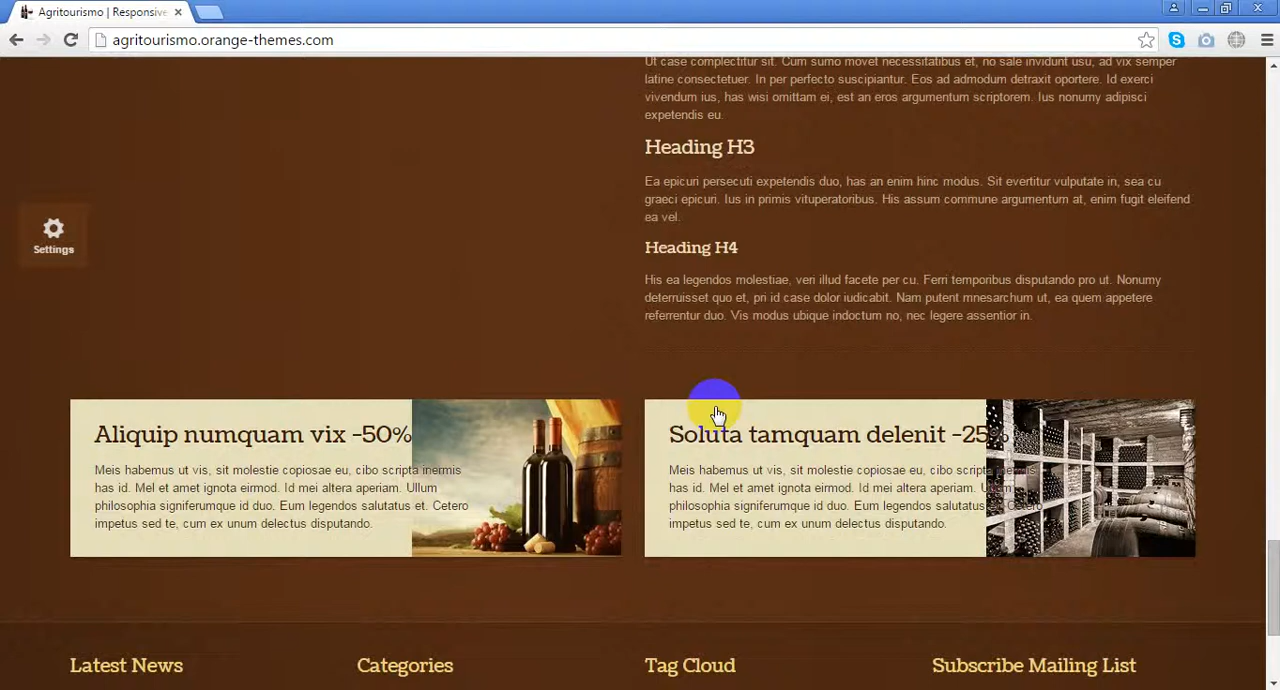 Agritourismo | Responsive
agritourismo.orange-themes.com
Ut case complectitur sit. Cum sumo movet necessitatibus et, no sale invidunt usu, ad vix semper
latine consectetuer. In per perfecto suscipiantur. Eos ad admodum detraxit oportere. Id exerci
vivendum ius, has wisi omittam ei, est an eros argumentum scriptorem. Ius nonumy adipisci
expetendis eu.
Heading H3
Ea epicuri persecuti expetendis duo, has an enim hinc modus. Sit evertitur vulputate in, sea cu
graeci epicuri. Ius in primis vituperatoribus. His assum commune argumentum at, enim fugit eleifend
ea vel.
Settings
Heading H4
His ea legendos molestiae, veri illud facete per cu. Ferri temporibus disputando pro ut. Nonumy
deterruisset quo et, pri id case dolor iudicabit. Nam putent mnesarchum ut, ea quem appetere
referrentur duo. Vis modus ubique indoctum no, nec legere assentior in.
Aliquip numquam vix -50%
Meis habemus ut vis, sit molestie copiosae eu, cibo scripta inermis
has id. Mel et amet ignota eirmod. Id mei altera aperiam. Ullum
philosophia signiferumque id duo. Eum legendos salutatus et. Cetero
impetus sed te, cum ex unum delectus disputando.
Soluta tamquam delenit -25%
Meis habemus ut vis, sit molestie copiosae eu, cibo scripta inermis
has id. Mel et amet ignota eirmod. Id mei altera aperiam. Ullum
philosophia signiferumque id duo. Eum legendos salutatus et. Cetero
impetus sed te, cum ex unum delectus disputando.
Latest News
Categories
Tag Cloud
Subscribe Mailing List